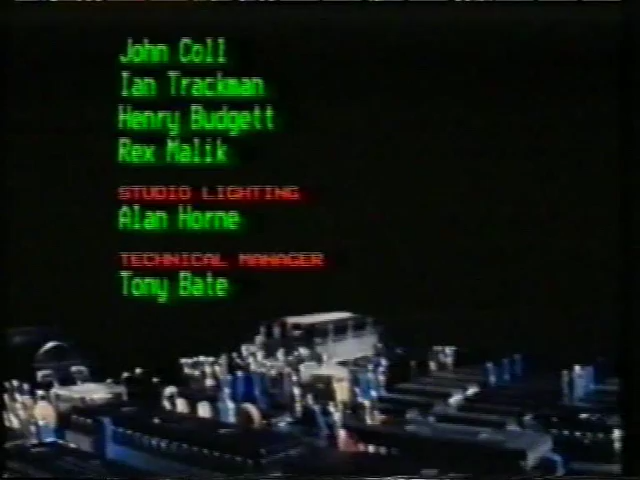 John Coll
Ian Trackman
Henry Budgett
Rex Malik
STUDIO LIGHTING
Alan Horne
TECHNICAL MANAGER
Tony Bate